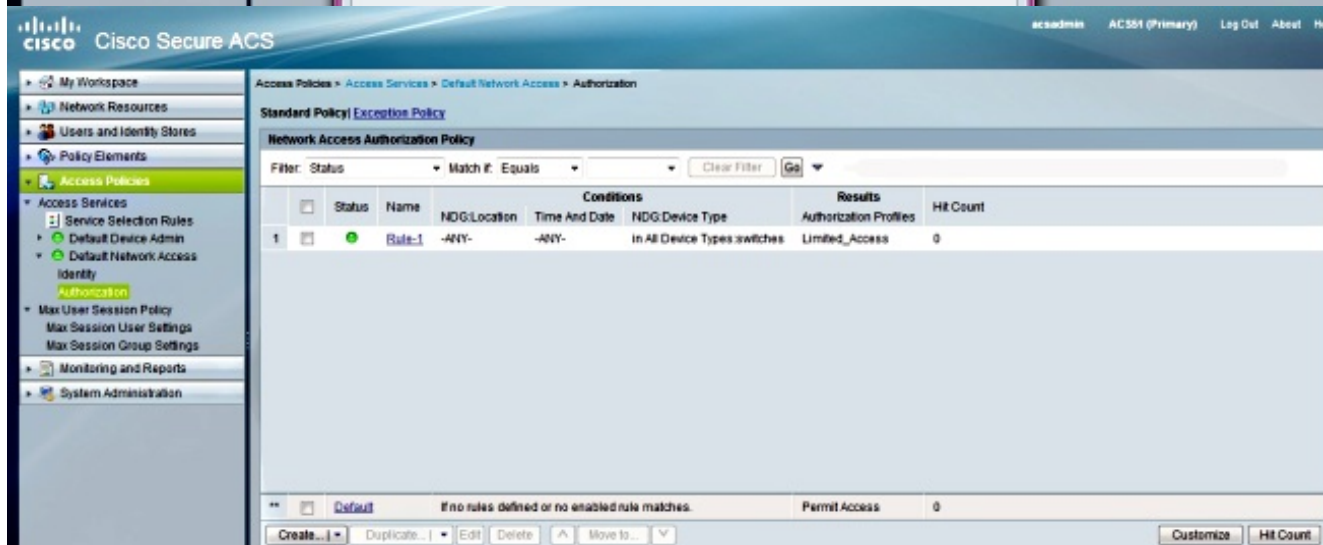 acsadmin ACS51 (Primary) Log Out About
CISCO Cisco Secure ACS
My Workspace
Network Resources
Users and Identity Stores
Policy Elements
Access Policies
Access Services
Service Selection Rules
Default Device Admin
Default Network Access
Identity
Authorization
Max User Session Policy
Max Session User Settings
Max Session Group Settings
Monitoring and Reports
System Administration
Access Policies > Access Services > Default Network Access > Authorization
Standard Policy| Exception Policy
Network Access Authorization Policy
Filter: Status Match if: Equals Clear Filter Go
Conditions Results
Status Name NDG:Location Time And Date NDG:Device Type Authorization Profiles Hit Count
1 Rule-1 -ANY- -ANY- in All Device Types:switches Limited_Access 0
** Default If no rules defined or no enabled rule matches. Permit Access 0
Create... | Duplicate... | Edit Delete Move to... Customize Hit Count